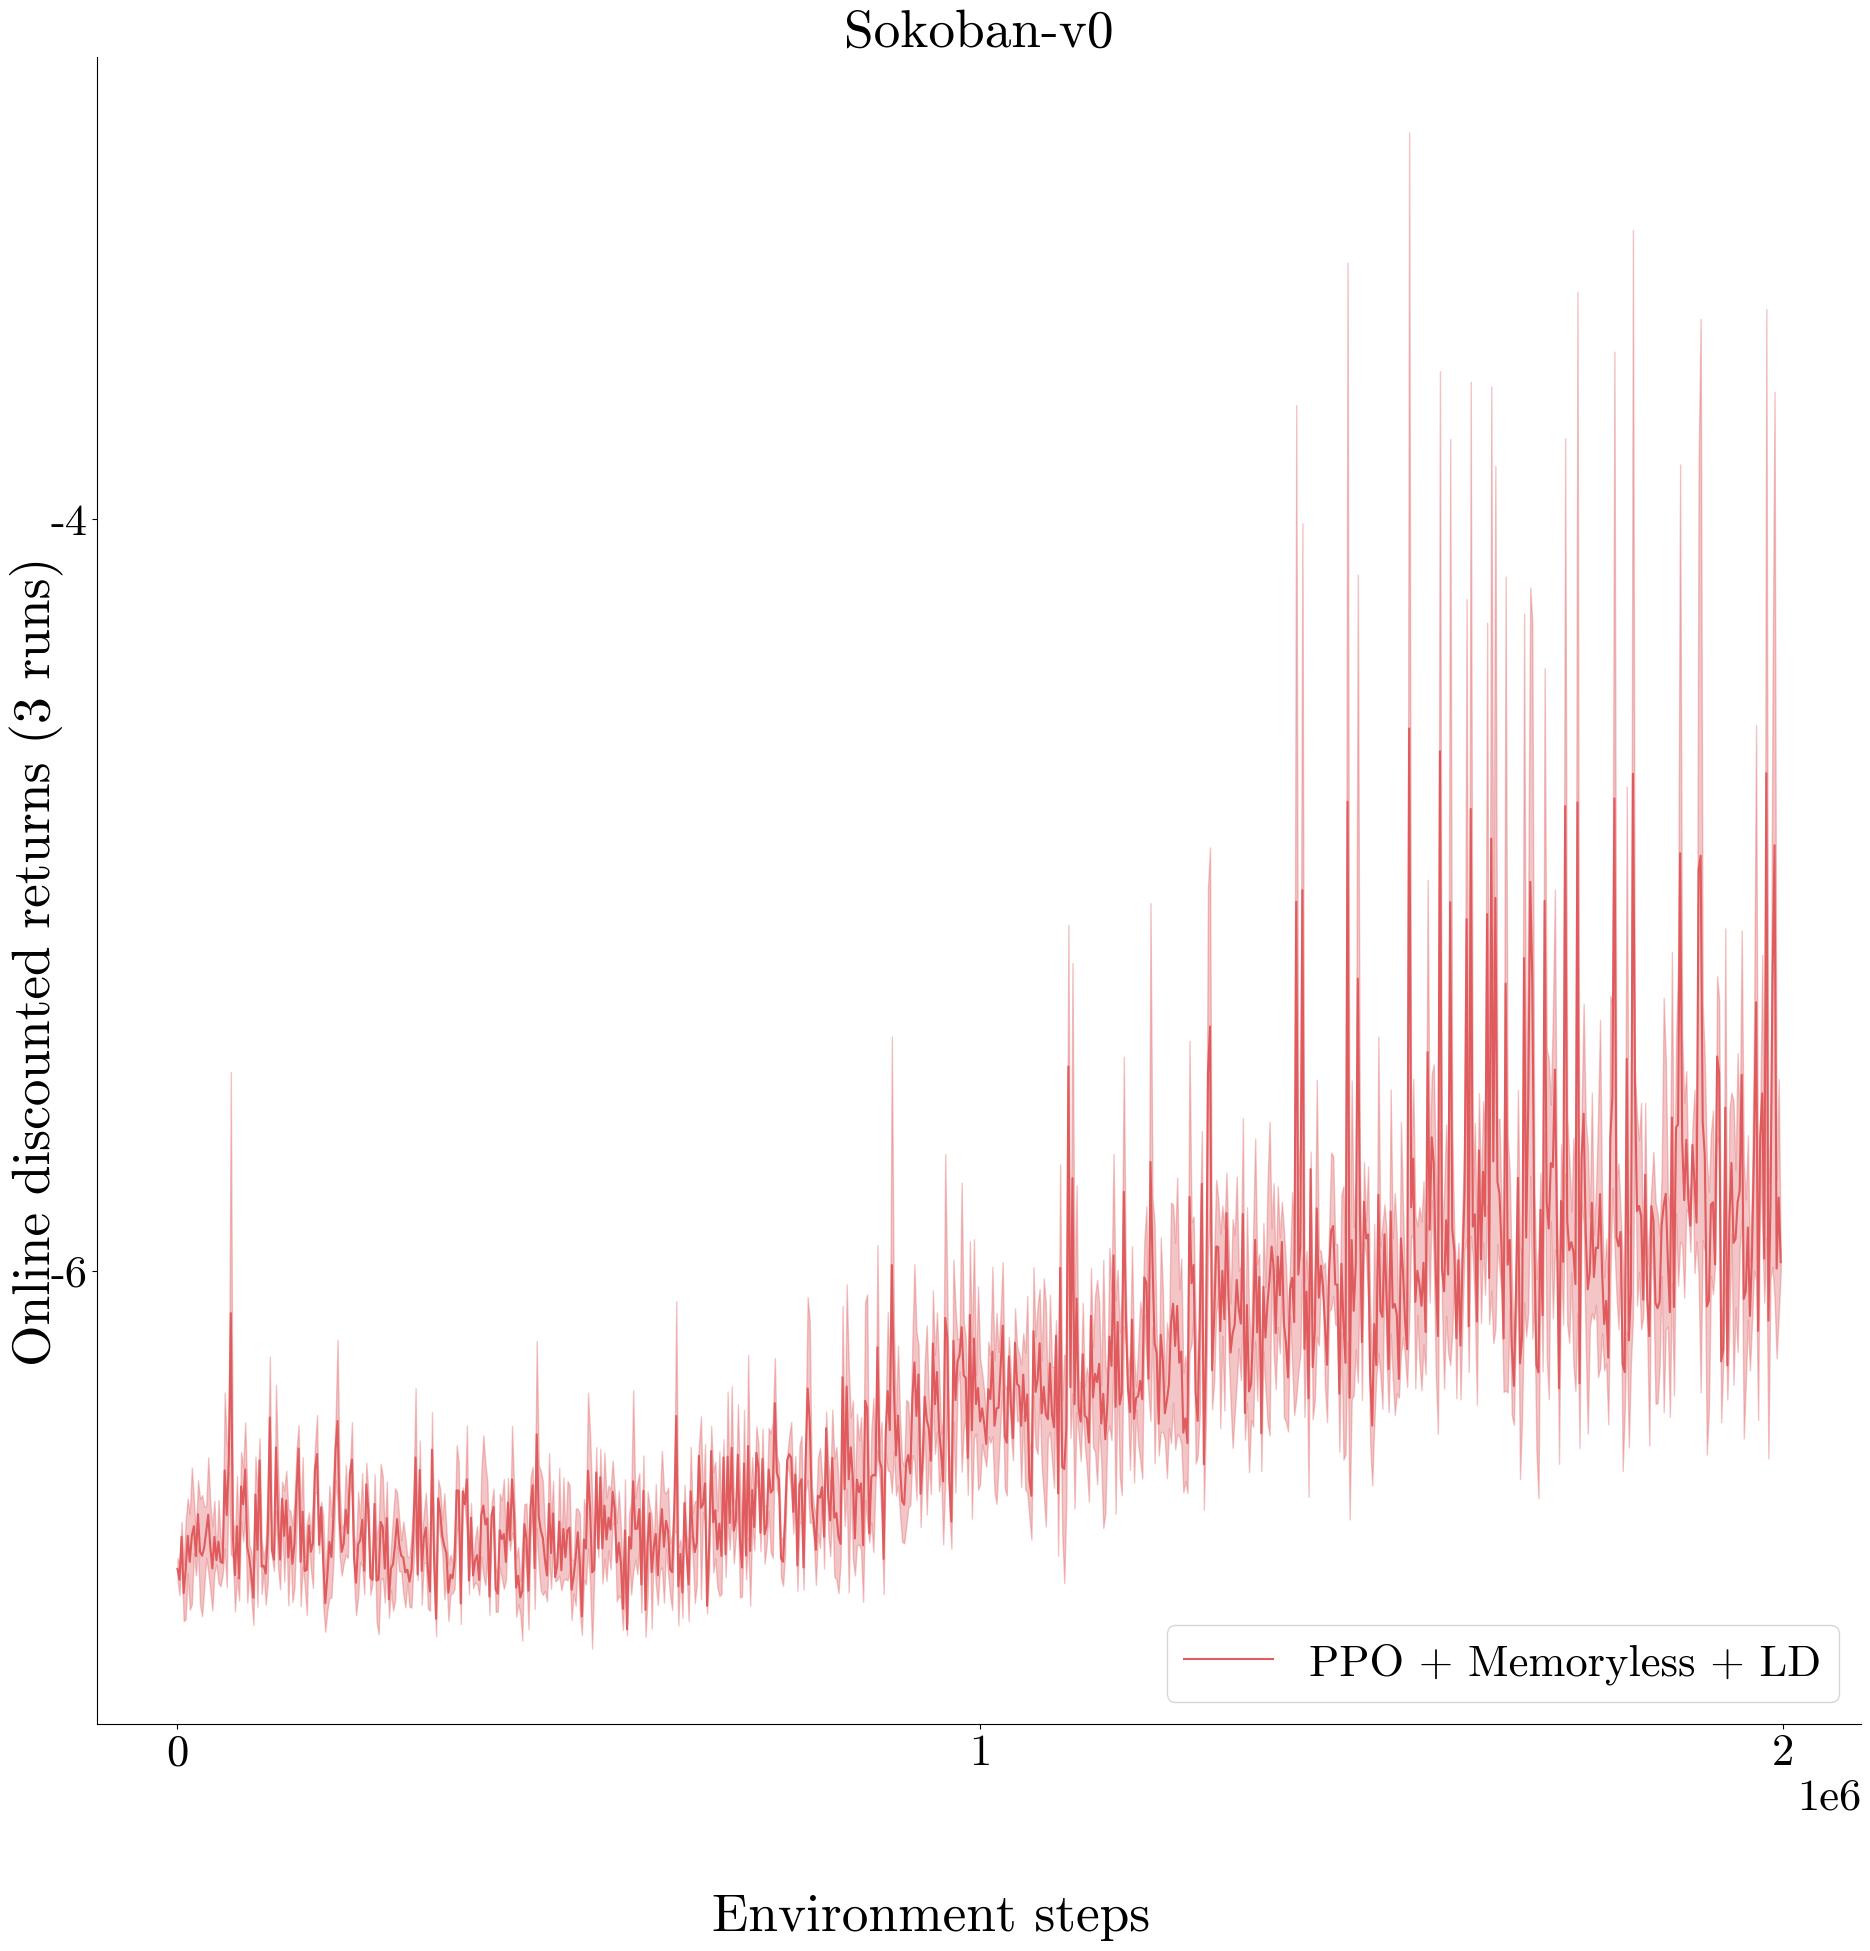 Sokoban-v0
Online discounted returns (3 runs)
-4
-6
PPO + Memoryless + LD
0
1
2
1e6
Environment steps